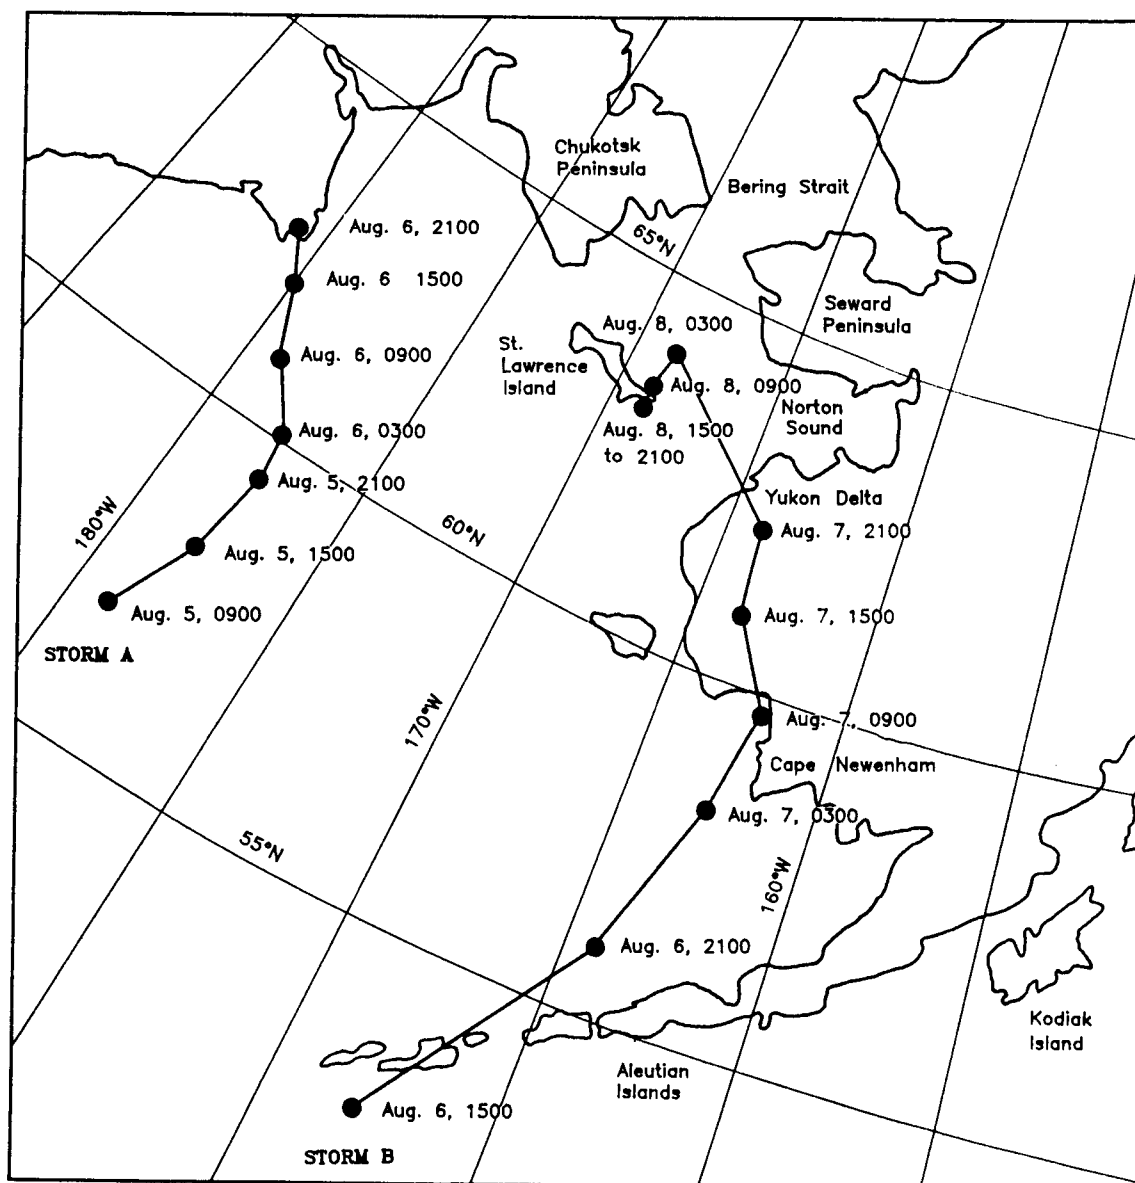 Chukotsk
Peninsula
Bering Strait
Aug. 6, 2100
65°N
Aug. 6 1500
Seward
Peninsula
Aug. 8, 0300
St.
Lawrence
Island
Aug. 6, 0900
Aug. 8, 0900
Norton
Sound
Aug. 6, 0300
Aug. 8, 1500
to 2100
Aug. 5, 2100
Yukon Delta
180°W
60°N
Aug. 7, 2100
Aug. 5, 1500
Aug. 5, 0900
Aug. 7, 1500
STORM A
170°W
Aug. 7, 0900
Cape Newenham
Aug. 7, 0300
55°N
160°W
Aug. 6, 2100
Kodiak
Island
Aleutian
Islands
Aug. 6, 1500
STORM B